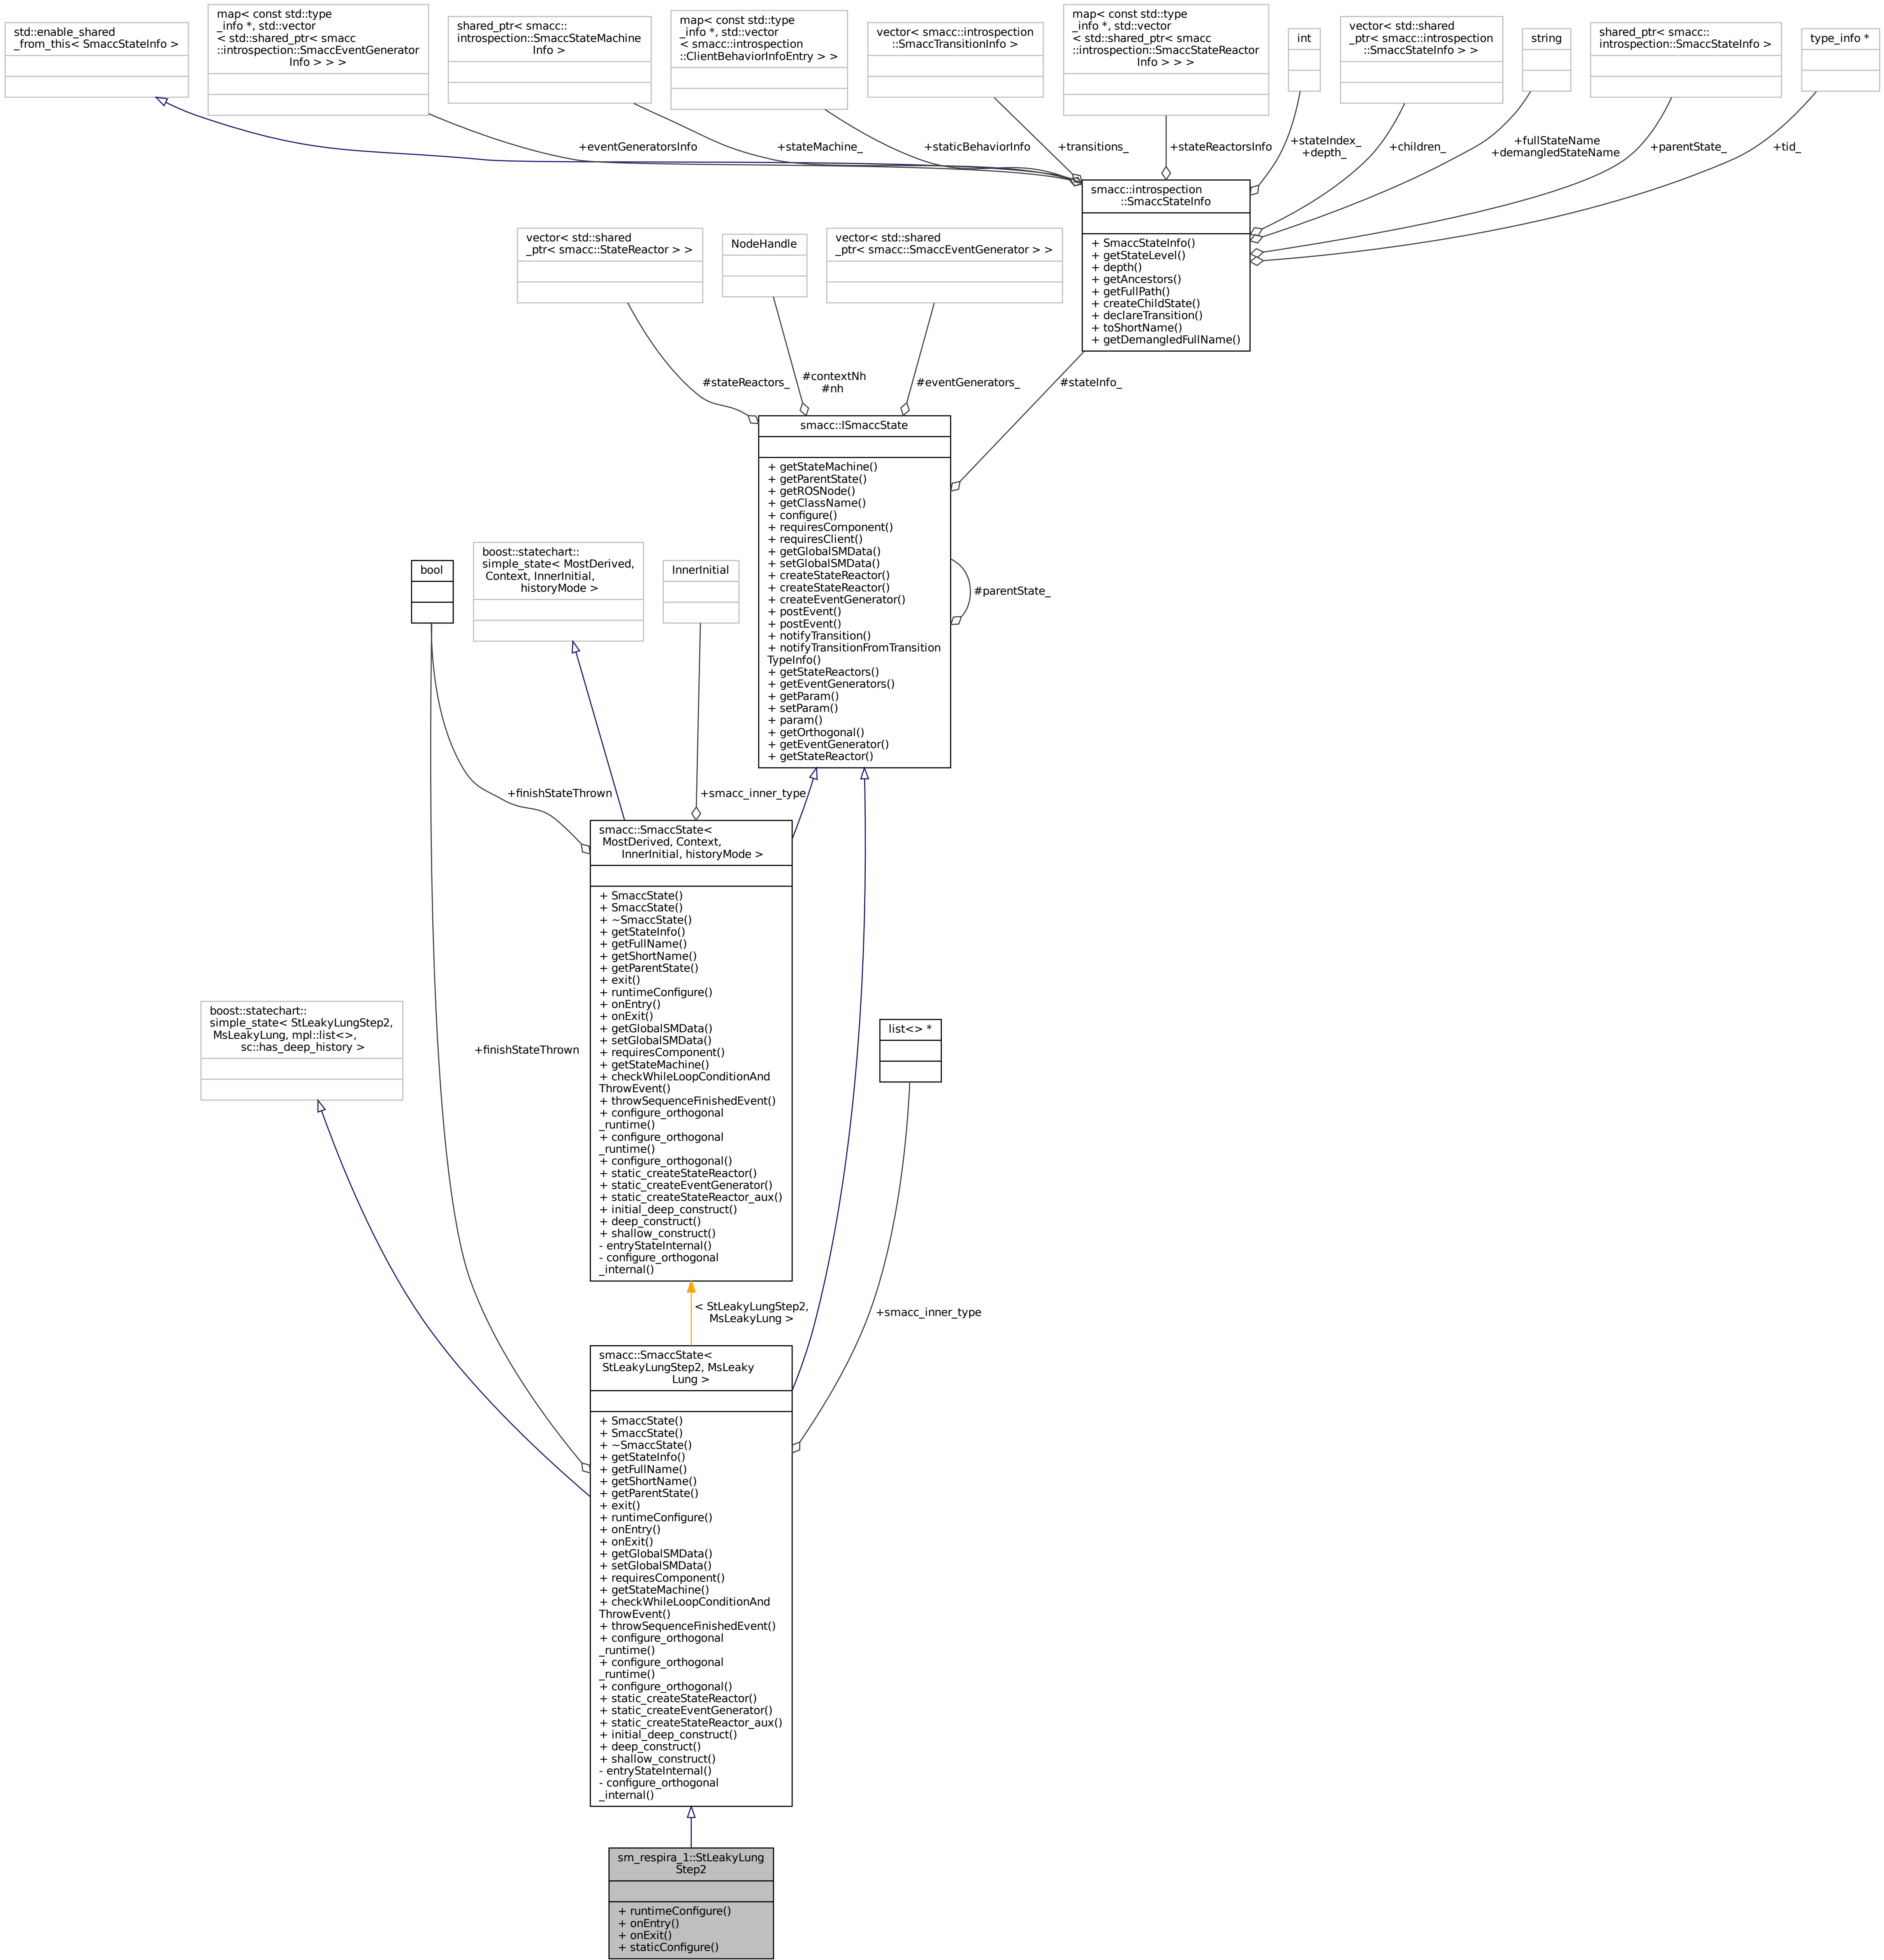 std::enable_shared
_from_this< SmaccStateInfo >
map< const std::type
_info *, std::vector
< std::shared_ptr< smacc
::introspection::SmaccEventGenerator
Info > > >
shared_ptr< smacc::
introspection::SmaccStateMachine
Info >
map< const std::type
_info *, std::vector
< smacc::introspection
::ClientBehaviorInfoEntry > >
vector< smacc::introspection
::SmaccTransitionInfo >
map< const std::type
_info *, std::vector
< std::shared_ptr< smacc
::introspection::SmaccStateReactor
Info > > >
int
vector< std::shared
_ptr< smacc::introspection
::SmaccStateInfo > >
string
shared_ptr< smacc::
introspection::SmaccStateInfo >
type_info *
+eventGeneratorsInfo
+stateMachine_
+staticBehaviorInfo
+transitions_
+stateReactorsInfo
+stateIndex_
+depth_
+children_
+fullStateName
+demangledStateName
+parentState_
+tid_
smacc::introspection
::SmaccStateInfo
+ SmaccStateInfo()
+ getStateLevel()
+ depth()
+ getAncestors()
+ getFullPath()
+ createChildState()
+ declareTransition()
+ toShortName()
+ getDemangledFullName()
vector< std::shared
_ptr< smacc::StateReactor > >
NodeHandle
vector< std::shared
_ptr< smacc::SmaccEventGenerator > >
#stateReactors_
#contextNh
#nh
#eventGenerators_
#stateInfo_
smacc::ISmaccState
+ getStateMachine()
+ getParentState()
+ getROSNode()
+ getClassName()
+ configure()
+ requiresComponent()
+ requiresClient()
+ getGlobalSMData()
+ setGlobalSMData()
+ createStateReactor()
+ createStateReactor()
+ createEventGenerator()
+ postEvent()
+ postEvent()
+ notifyTransition()
+ notifyTransitionFromTransition
TypeInfo()
+ getStateReactors()
+ getEventGenerators()
+ getParam()
+ setParam()
+ param()
+ getOrthogonal()
+ getEventGenerator()
+ getStateReactor()
#parentState_
bool
boost::statechart::
simple_state< MostDerived,
Context, InnerInitial,
historyMode >
InnerInitial
+finishStateThrown
+smacc_inner_type
smacc::SmaccState<
MostDerived, Context,
InnerInitial, historyMode >
+ SmaccState()
+ SmaccState()
+ ~SmaccState()
+ getStateInfo()
+ getFullName()
+ getShortName()
+ getParentState()
+ exit()
+ runtimeConfigure()
+ onEntry()
+ onExit()
+ getGlobalSMData()
+ setGlobalSMData()
+ requiresComponent()
+ getStateMachine()
+ checkWhileLoopConditionAnd
ThrowEvent()
+ throwSequenceFinishedEvent()
+ configure_orthogonal
_runtime()
+ configure_orthogonal
_runtime()
+ configure_orthogonal()
+ static_createStateReactor()
+ static_createEventGenerator()
+ static_createStateReactor_aux()
+ initial_deep_construct()
+ deep_construct()
+ shallow_construct()
- entryStateInternal()
- configure_orthogonal
_internal()
boost::statechart::
simple_state< StLeakyLungStep2,
MsLeakyLung, mpl::list<>,
sc::has_deep_history >
+finishStateThrown
list<> *
< StLeakyLungStep2,
MsLeakyLung >
+smacc_inner_type
smacc::SmaccState<
StLeakyLungStep2, MsLeaky
Lung >
+ SmaccState()
+ SmaccState()
+ ~SmaccState()
+ getStateInfo()
+ getFullName()
+ getShortName()
+ getParentState()
+ exit()
+ runtimeConfigure()
+ onEntry()
+ onExit()
+ getGlobalSMData()
+ setGlobalSMData()
+ requiresComponent()
+ getStateMachine()
+ checkWhileLoopConditionAnd
ThrowEvent()
+ throwSequenceFinishedEvent()
+ configure_orthogonal
_runtime()
+ configure_orthogonal
_runtime()
+ configure_orthogonal()
+ static_createStateReactor()
+ static_createEventGenerator()
+ static_createStateReactor_aux()
+ initial_deep_construct()
+ deep_construct()
+ shallow_construct()
- entryStateInternal()
- configure_orthogonal
_internal()
sm_respira_1::StLeakyLung
Step2
+ runtimeConfigure()
+ onEntry()
+ onExit()
+ staticConfigure()